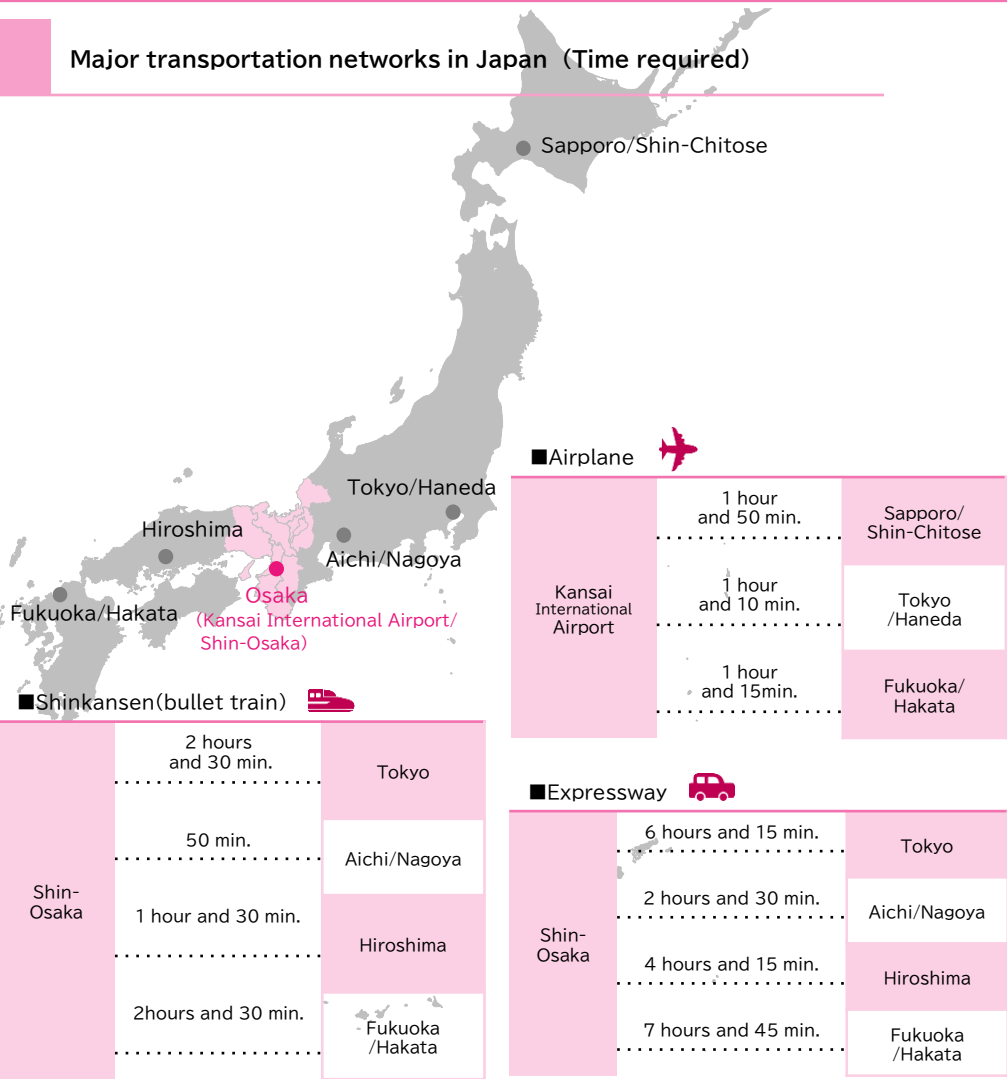 Major transportation networks in Japan（Time required）
Sapporo/Shin-Chitose
Tokyo/Haneda
Hiroshima
Aichi/Nagoya
Osaka
Fukuoka/Hakata
（Kansai International Airport/
Shin-Osaka）
■Airplane
Kansai
International
Airport
1 hour
and 50 min.
Sapporo/
Shin-Chitose
1 hour
and 10 min.
Tokyo
/Haneda
1 hour
and 15min.
Fukuoka/
Hakata
■Shinkansen(bullet train)
Shin-
Osaka
2 hours
and 30 min.
Tokyo
50 min.
Aichi/Nagoya
1 hour and 30 min.
Hiroshima
2hours and 30 min.
Fukuoka
/Hakata
■Expressway
Shin-
Osaka
6 hours and 15 min.
Tokyo
2 hours and 30 min.
Aichi/Nagoya
4 hours and 15 min.
Hiroshima
7 hours and 45 min.
Fukuoka
/Hakata